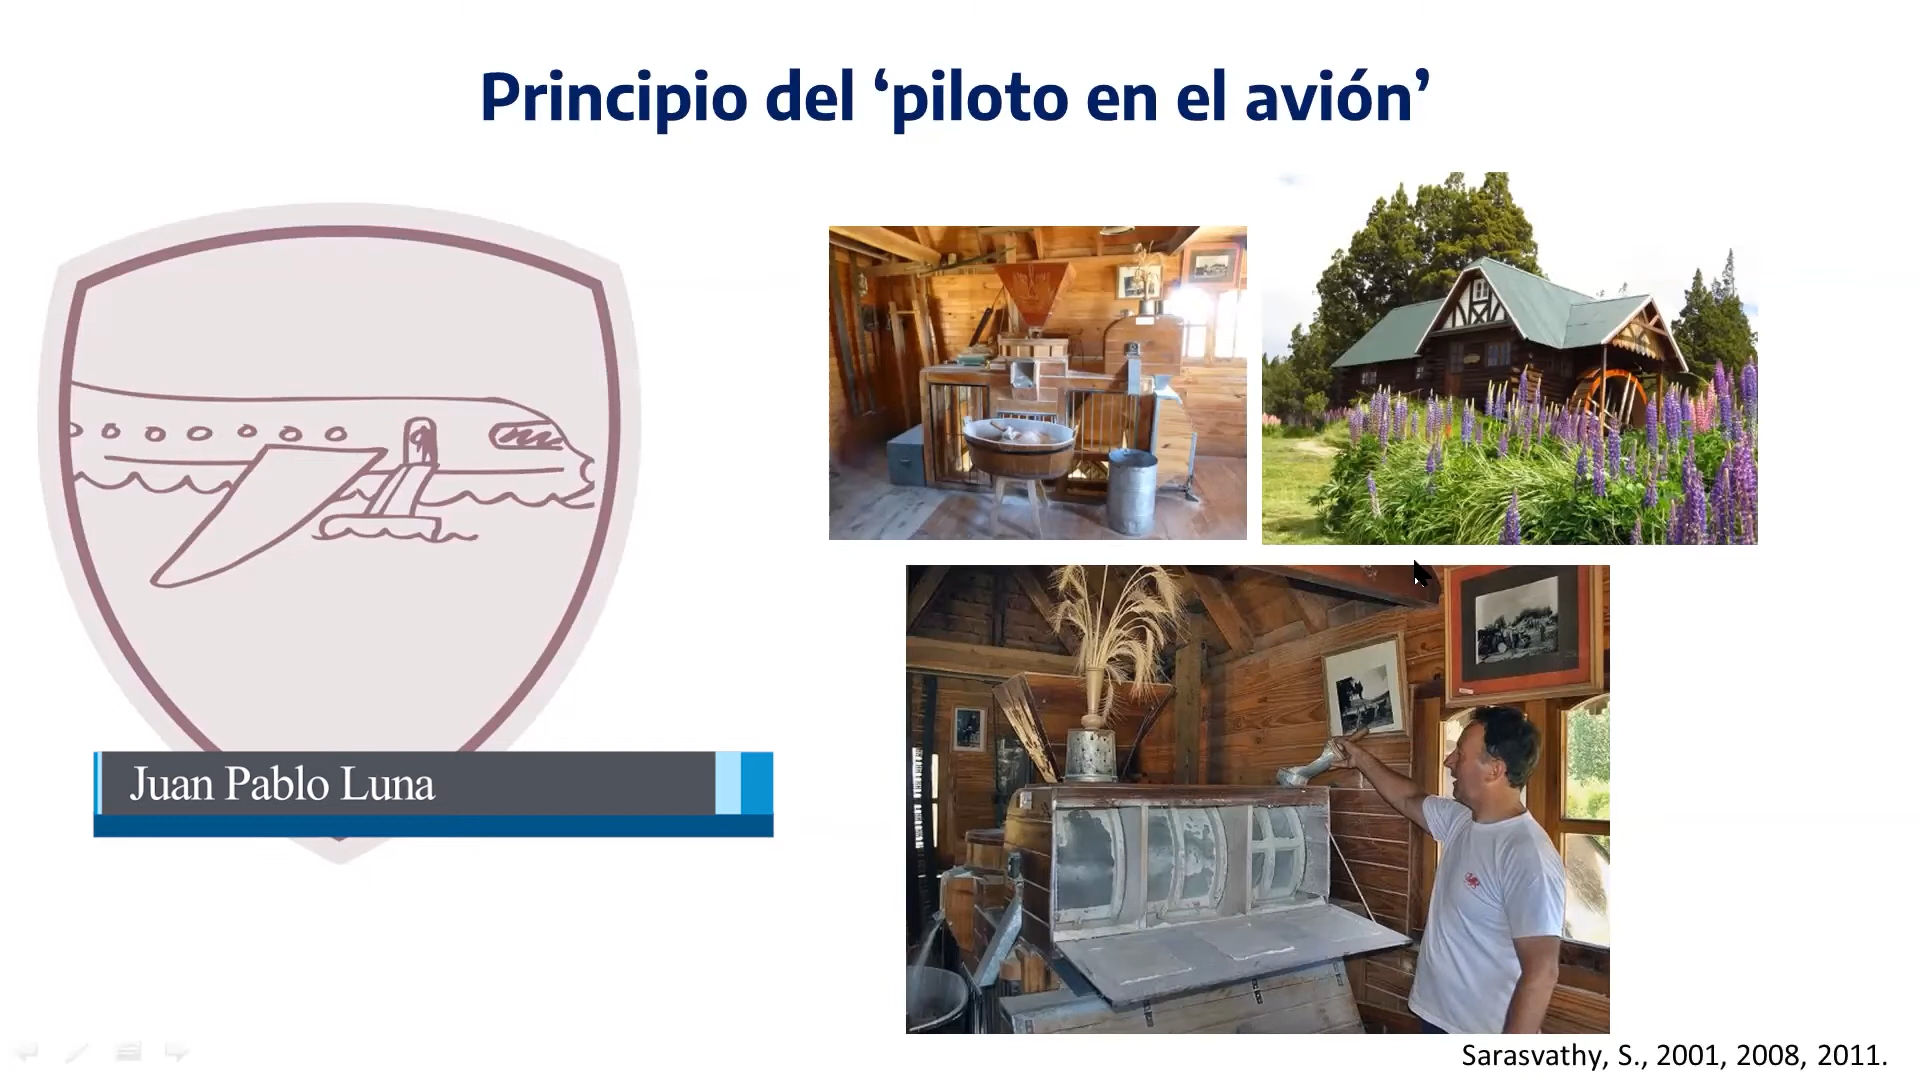 Principio del ‘piloto en el avión’
Juan Pablo Luna
Sarasvathy, S., 2001, 2008, 2011.